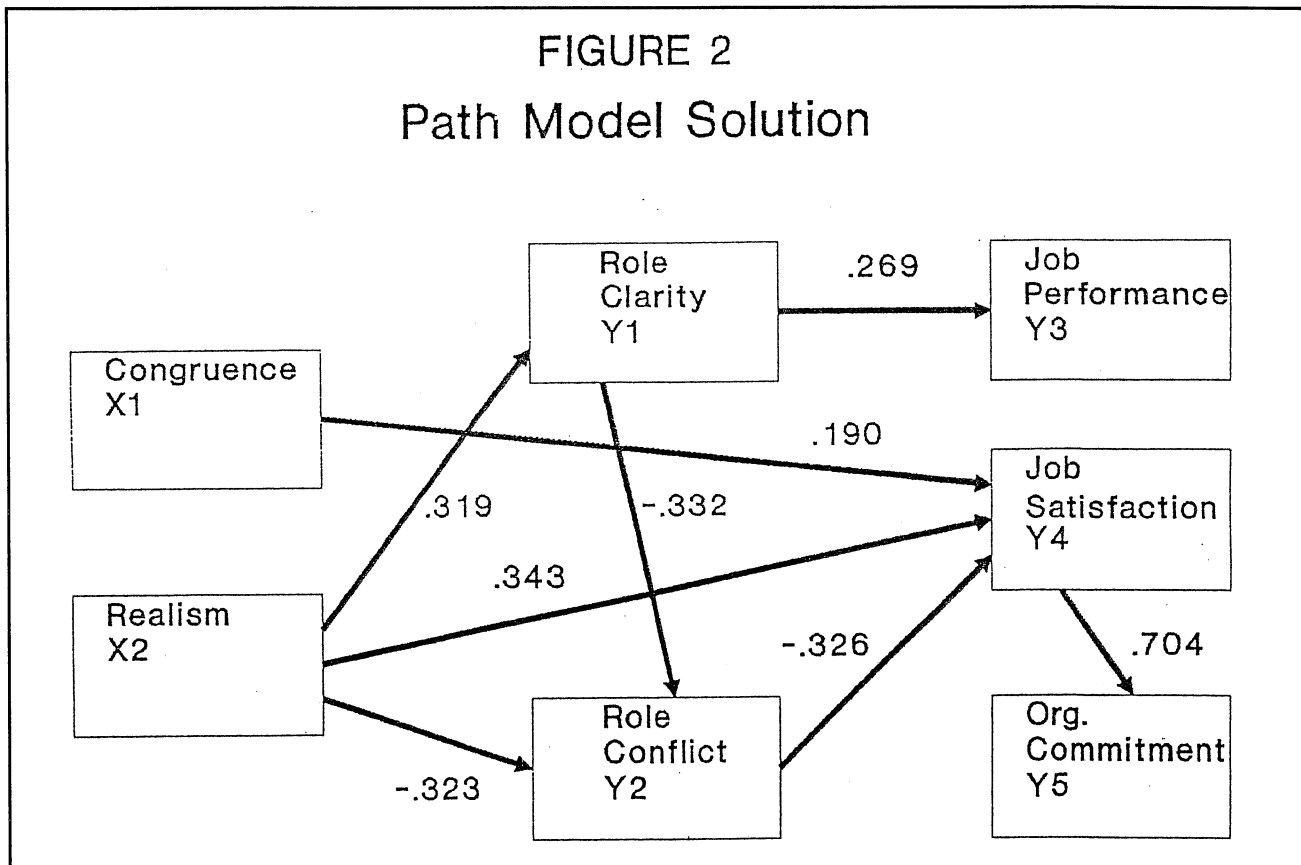 FIGURE 2
Path Model Solution
Role
Clarity
Y1
.269
Job
Performance
Y3
Congruence
X1
.190
Job
Satisfaction
Y4
.319
-.332
.343
Realism
X2
-.326
.704
Role
Conflict
Y2
Org.
Commitment
Y5
-.323